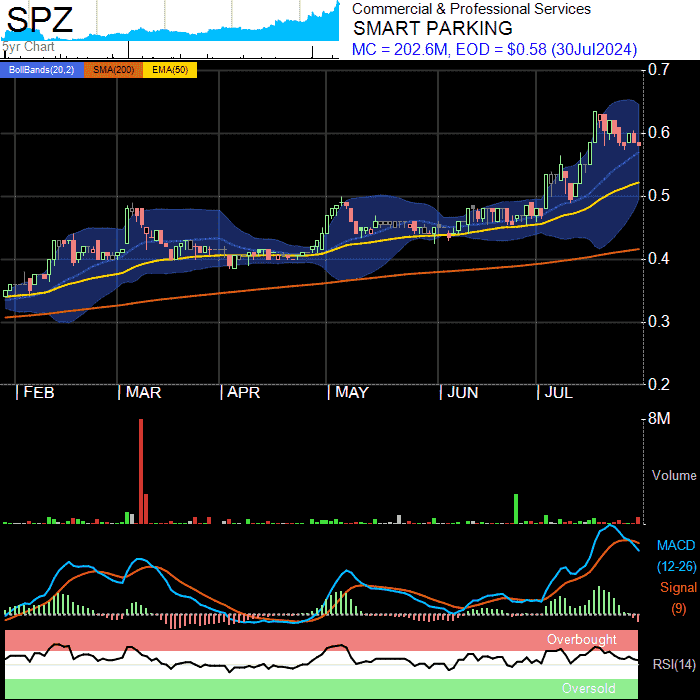 SPZ
5yr Chart
Commercial & Professional Services
SMART PARKING
MC = 202.6M, EOD = $0.58 (30Jul2024)
BollBands(20,2) SMA(200) EMA(50)
0.7
0.6
0.5
0.4
0.3
0.2
FEB MAR APR MAY JUN JUL
8M
Volume
MACD
(12-26)
Signal
(9)
Overbought
RSI(14)
Oversold